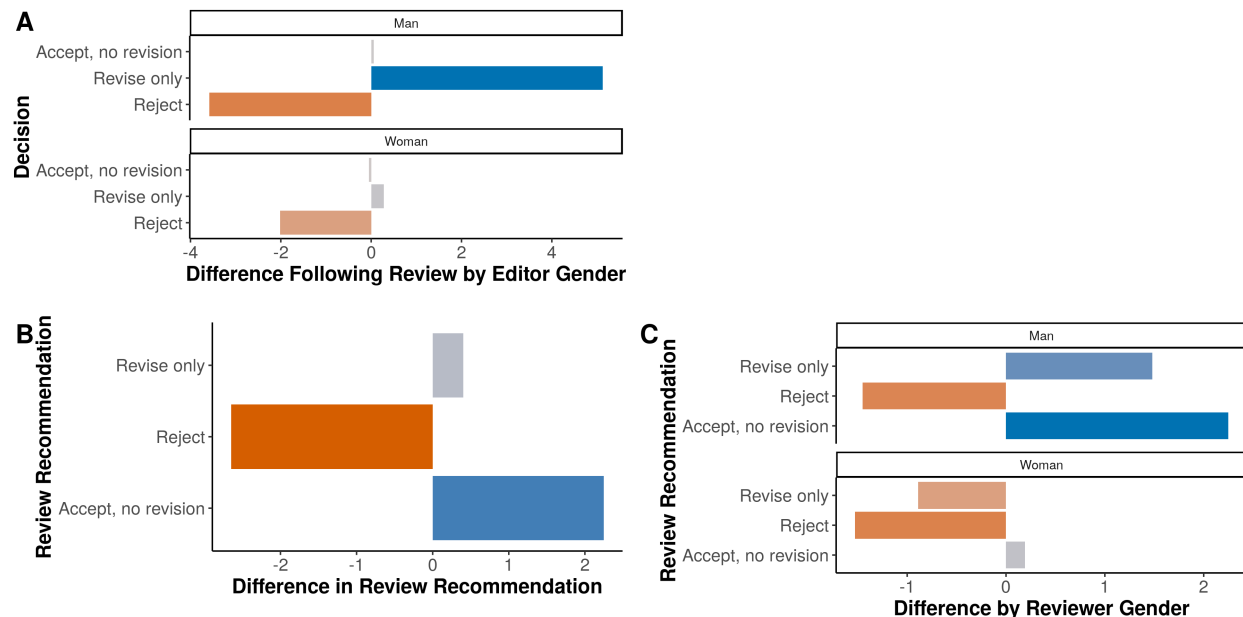 A
Man
Accept, no revision
Revise only
Reject
Decision
Woman
Accept, no revision
Revise only
Reject
-4 -2 0 2 4
Difference Following Review by Editor Gender
B
Review Recommendation
Revise only
Reject
Accept, no revision
-2 -1 0 1 2
Difference in Review Recommendation
C
Review Recommendation
Man
Revise only
Reject
Accept, no revision
Woman
Revise only
Reject
Accept, no revision
-1 0 1 2
Difference by Reviewer Gender